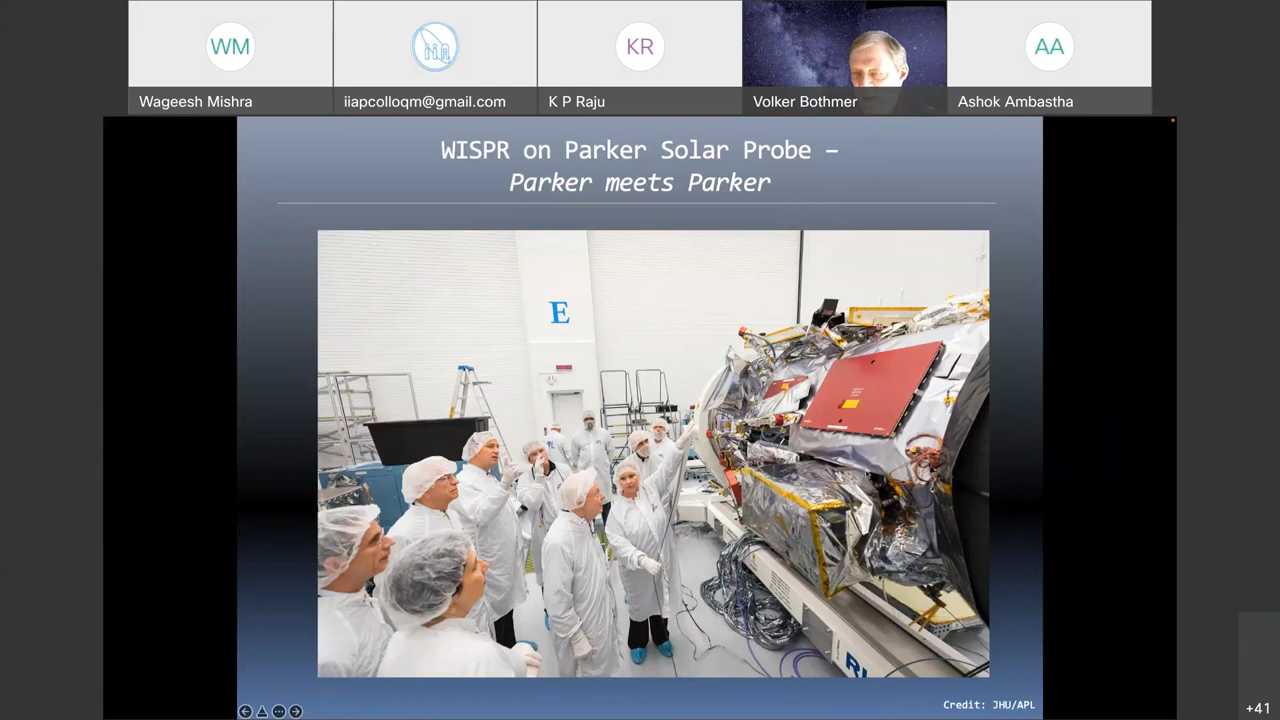 WM
iia
KR
AA
Wageesh Mishra
iiapcolloqm@gmail.com
K P Raju
Volker Bothmer
Ashok Ambastha
WISPR on Parker Solar Probe –
Parker meets Parker
E
Credit: JHU/APL
+41